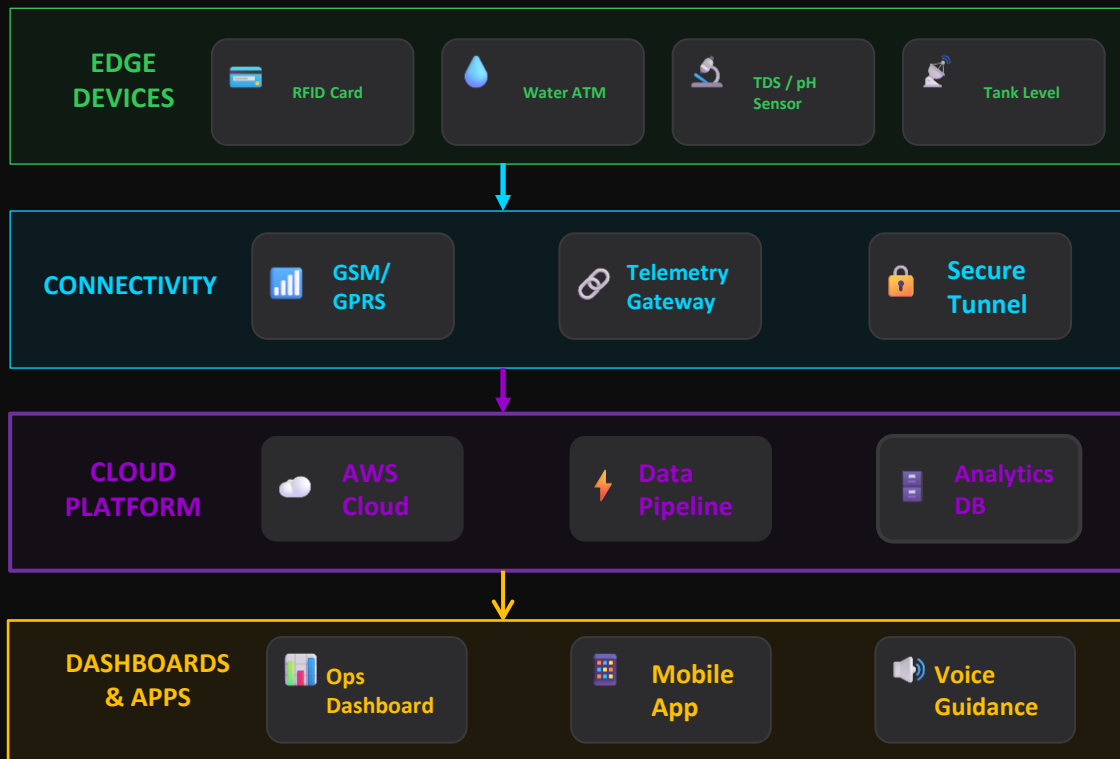 EDGE
DEVICES
RFID Card
Water ATM
TDS / pH
Sensor
Tank Level
CONNECTIVITY
GSM/
GPRS
Telemetry
Gateway
Secure
Tunnel
CLOUD
PLATFORM
AWS
Cloud
Data
Pipeline
Analytics
DB
DASHBOARDS
& APPS
Ops
Dashboard
Mobile
App
Voice
Guidance